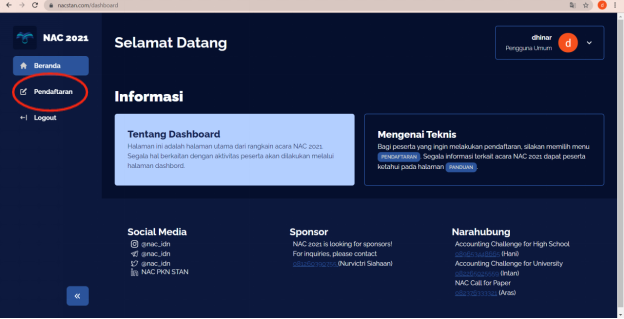 nacstan.com/dashboard
NAC 2021
Beranda
Pendaftaran
Logout
Selamat Datang
dhinar
Pengguna Umum
d
Informasi
Tentang Dashboard
Halaman ini adalah halaman utama dari rangkain acara NAC 2021.
Segala hal berkaitan dengan aktivitas peserta akan dilakukan melalui
halaman dashbord.
Mengenai Teknis
Bagi peserta yang ingin melakukan pendaftaran, silakan memilih menu
PENDAFTARAN. Segala informasi terkait acara NAC 2021 dapat peserta
ketahui pada halaman PANDUAN.
Social Media
@nac_idn
@nac_idn
@nac_idn
NAC PKN STAN
Sponsor
NAC 2021 is looking for sponsors!
For inquiries, please contact
(Nurvictri Siahaan)
Narahubung
Accounting Challenge for High School
(Hani)
Accounting Challenge for University
(Intan)
NAC Call for Paper
(Aras)